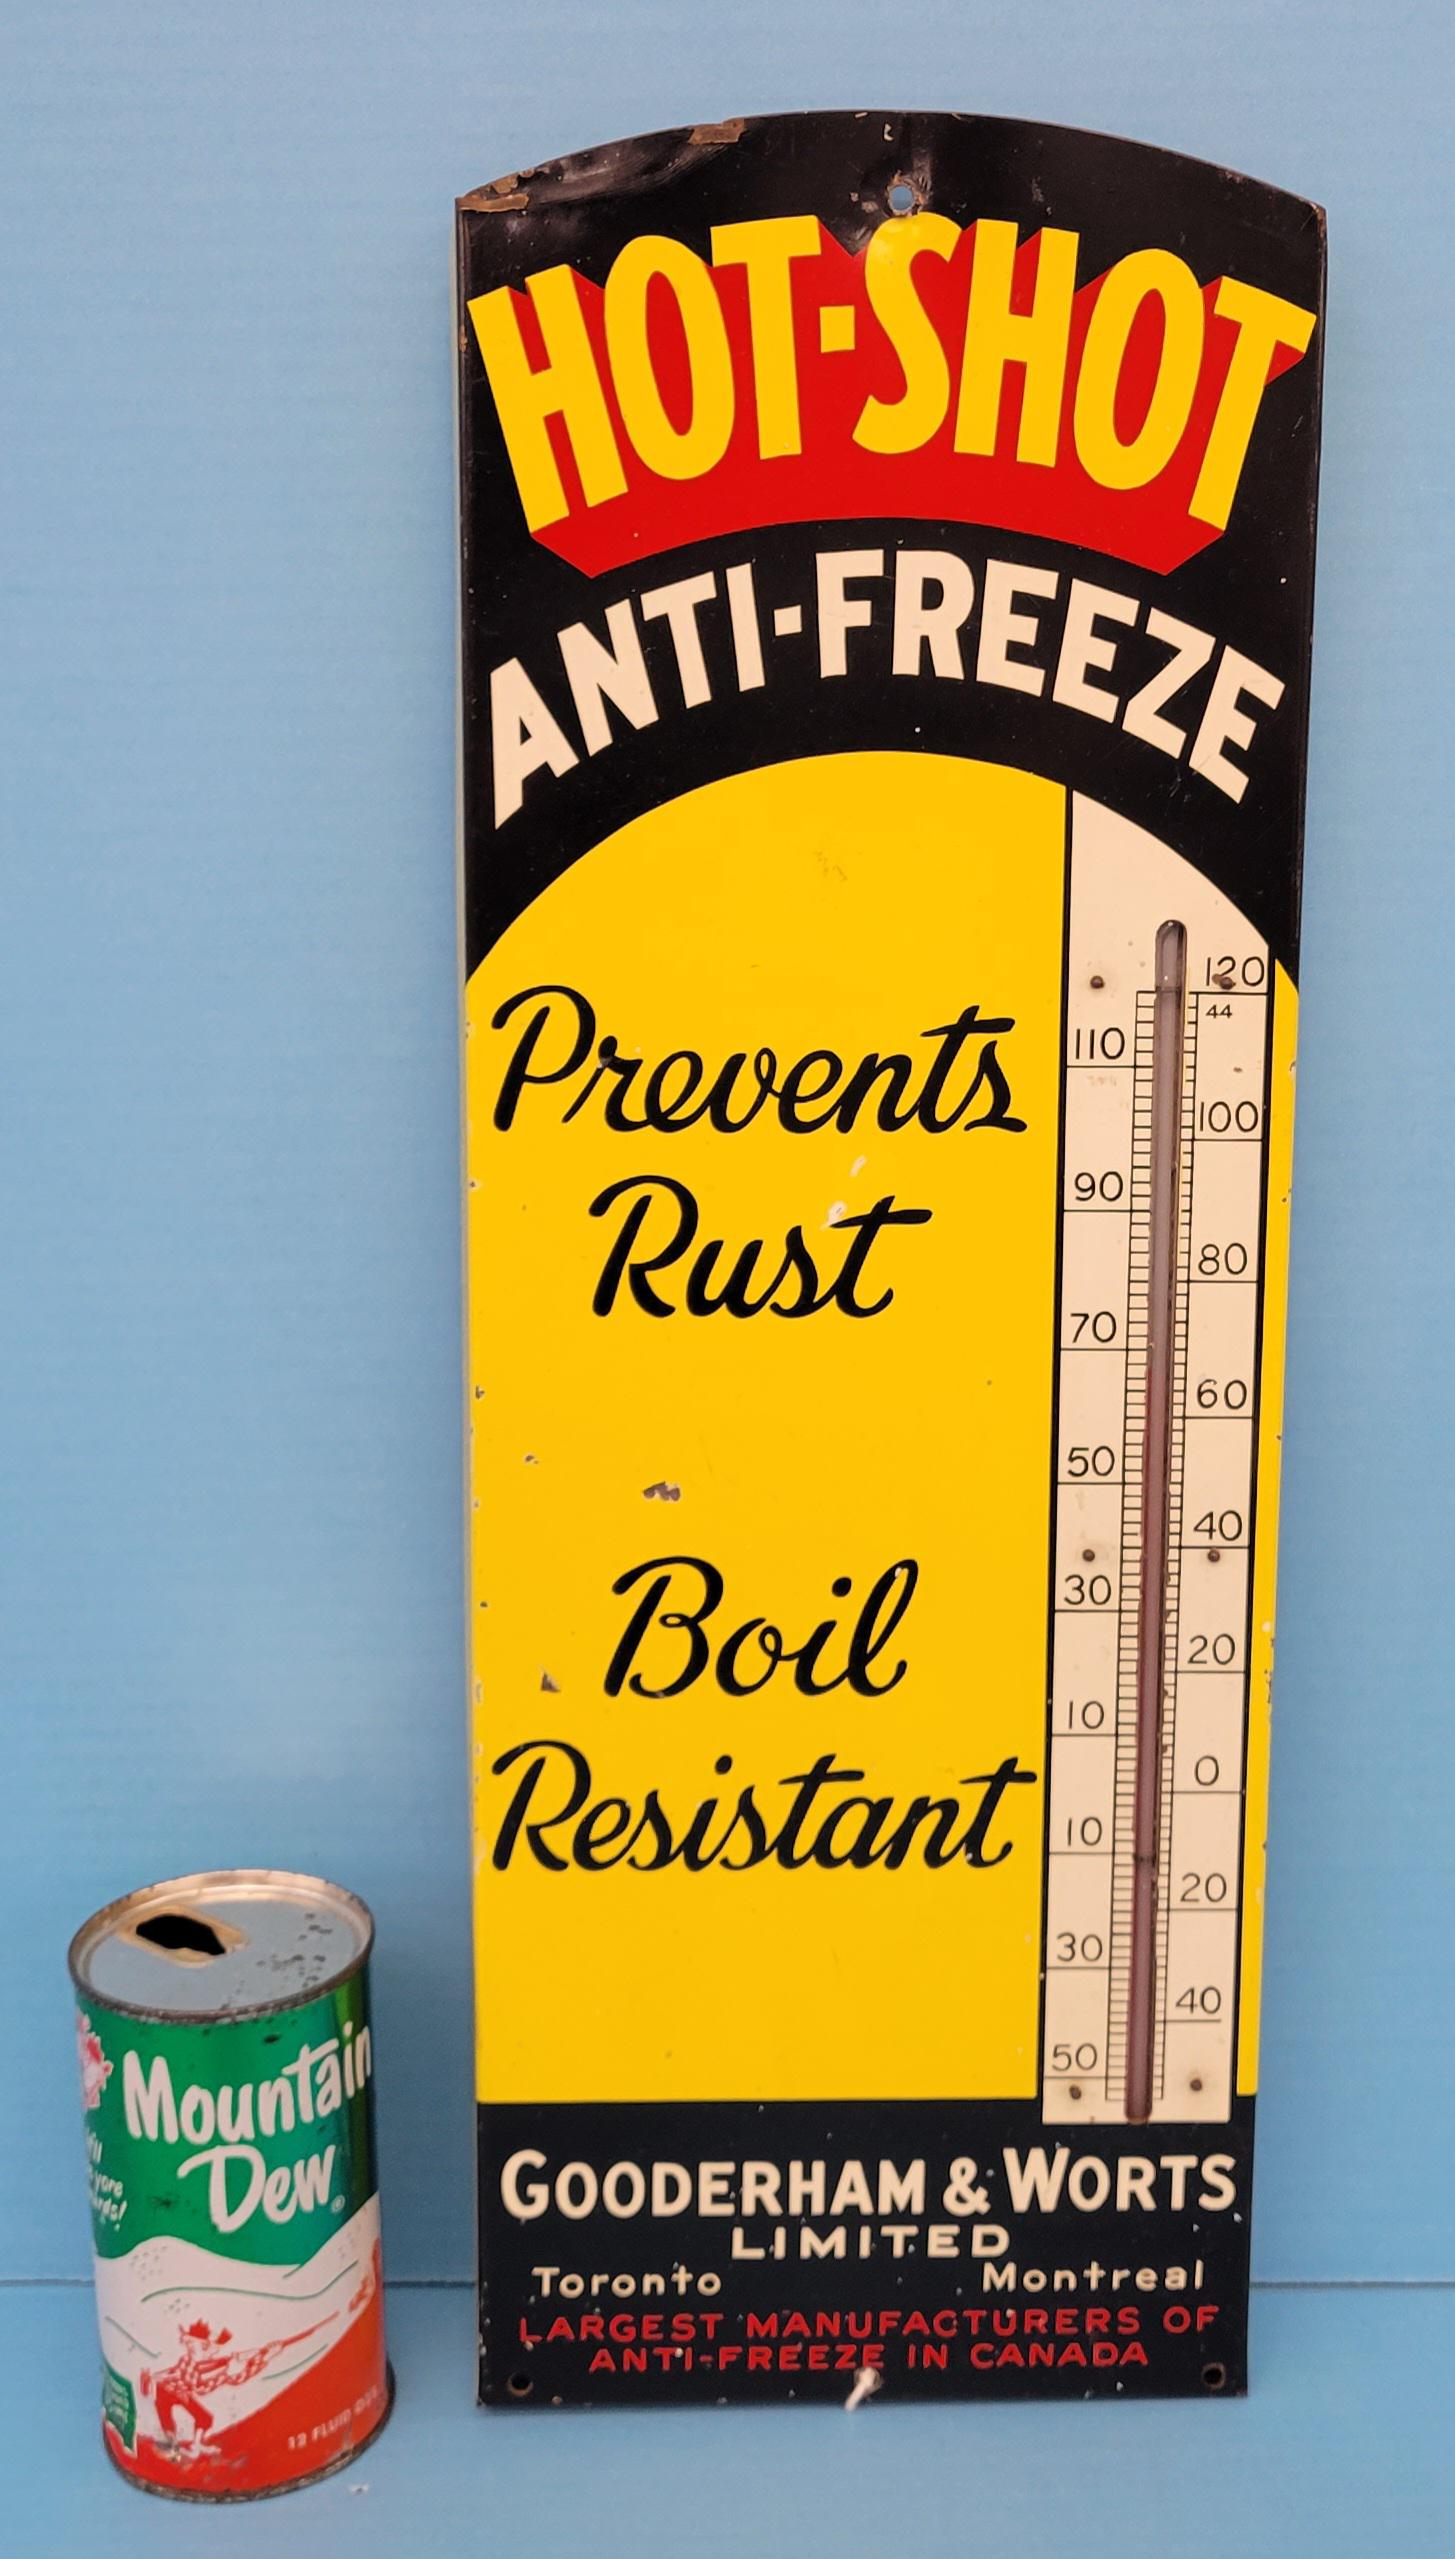 HOT-SHOT
ANTI-FREEZE
Prevents
Rust
Boil
Resistant
120
44
110
100
90
80
70
60
50
40
30
20
10
0
10
20
30
40
50
GOODERHAM & WORTS
LIMITED
Toronto Montreal
LARGEST MANUFACTURERS OF
ANTI-FREEZE IN CANADA
Mountain
Dew®
12 FLUID